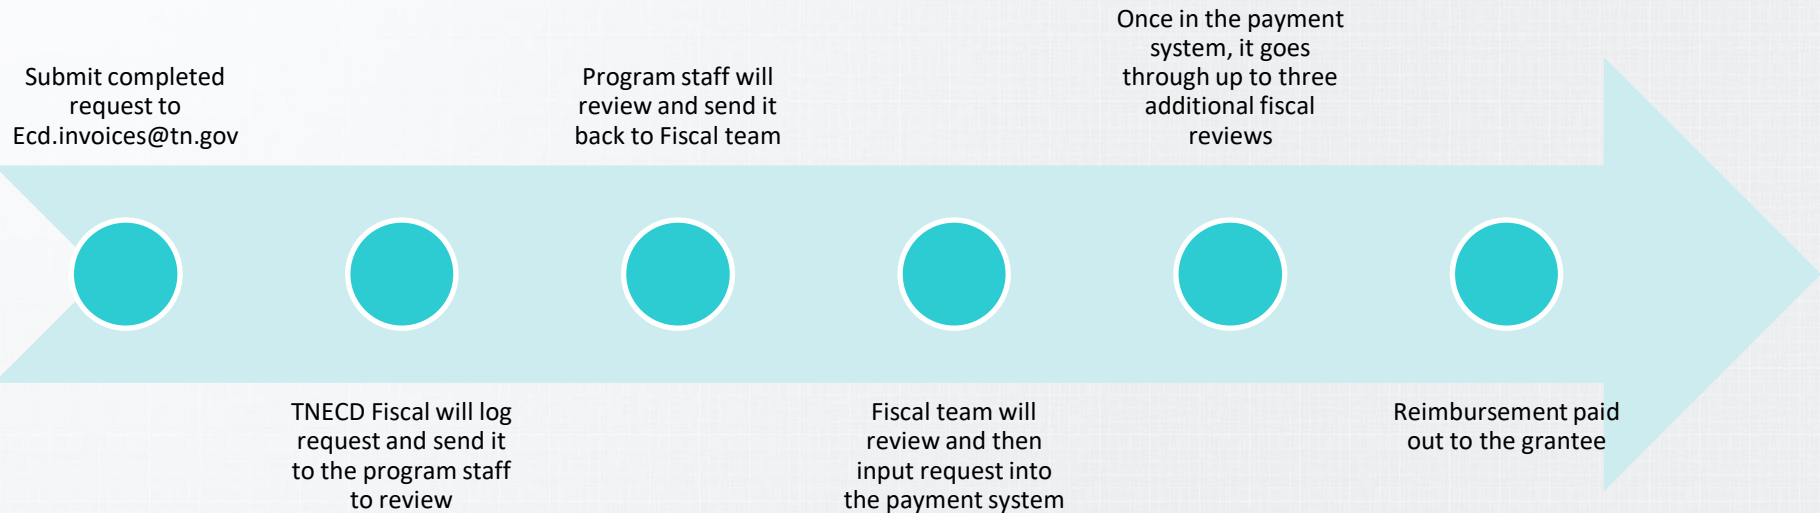 Submit completed
request to
Ecd.invoices@tn.gov
TNECD Fiscal will log
request and send it
to the program staff
to review
Program staff will
review and send it
back to Fiscal team
Fiscal team will
review and then
input request into
the payment system
Once in the payment
system, it goes
through up to three
additional fiscal
reviews
Reimbursement paid
out to the grantee